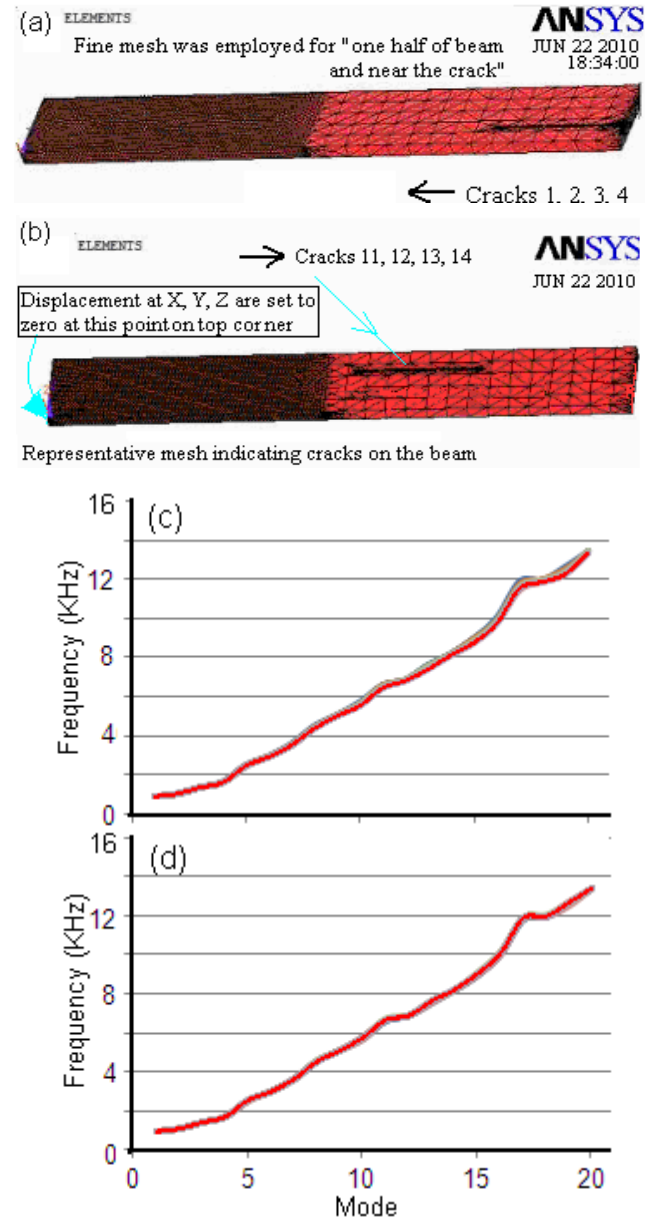 (a) ELEMENTS
ANSYS
Fine mesh was employed for "one half of beam
and near the crack"
JUN 22 2010
18:34:00
← Cracks 1, 2, 3, 4
(b)
ELEMENTS
ANSYS
→ Cracks 11, 12, 13, 14
JUN 22 2010
Displacement at X, Y, Z are set to
zero at this point on top corner
Representative mesh indicating cracks on the beam
16
(c)
12
8
4
0
Frequency (KHz)
16
(d)
12
8
4
0
Frequency (KHz)
0 5 10 15 20
Mode